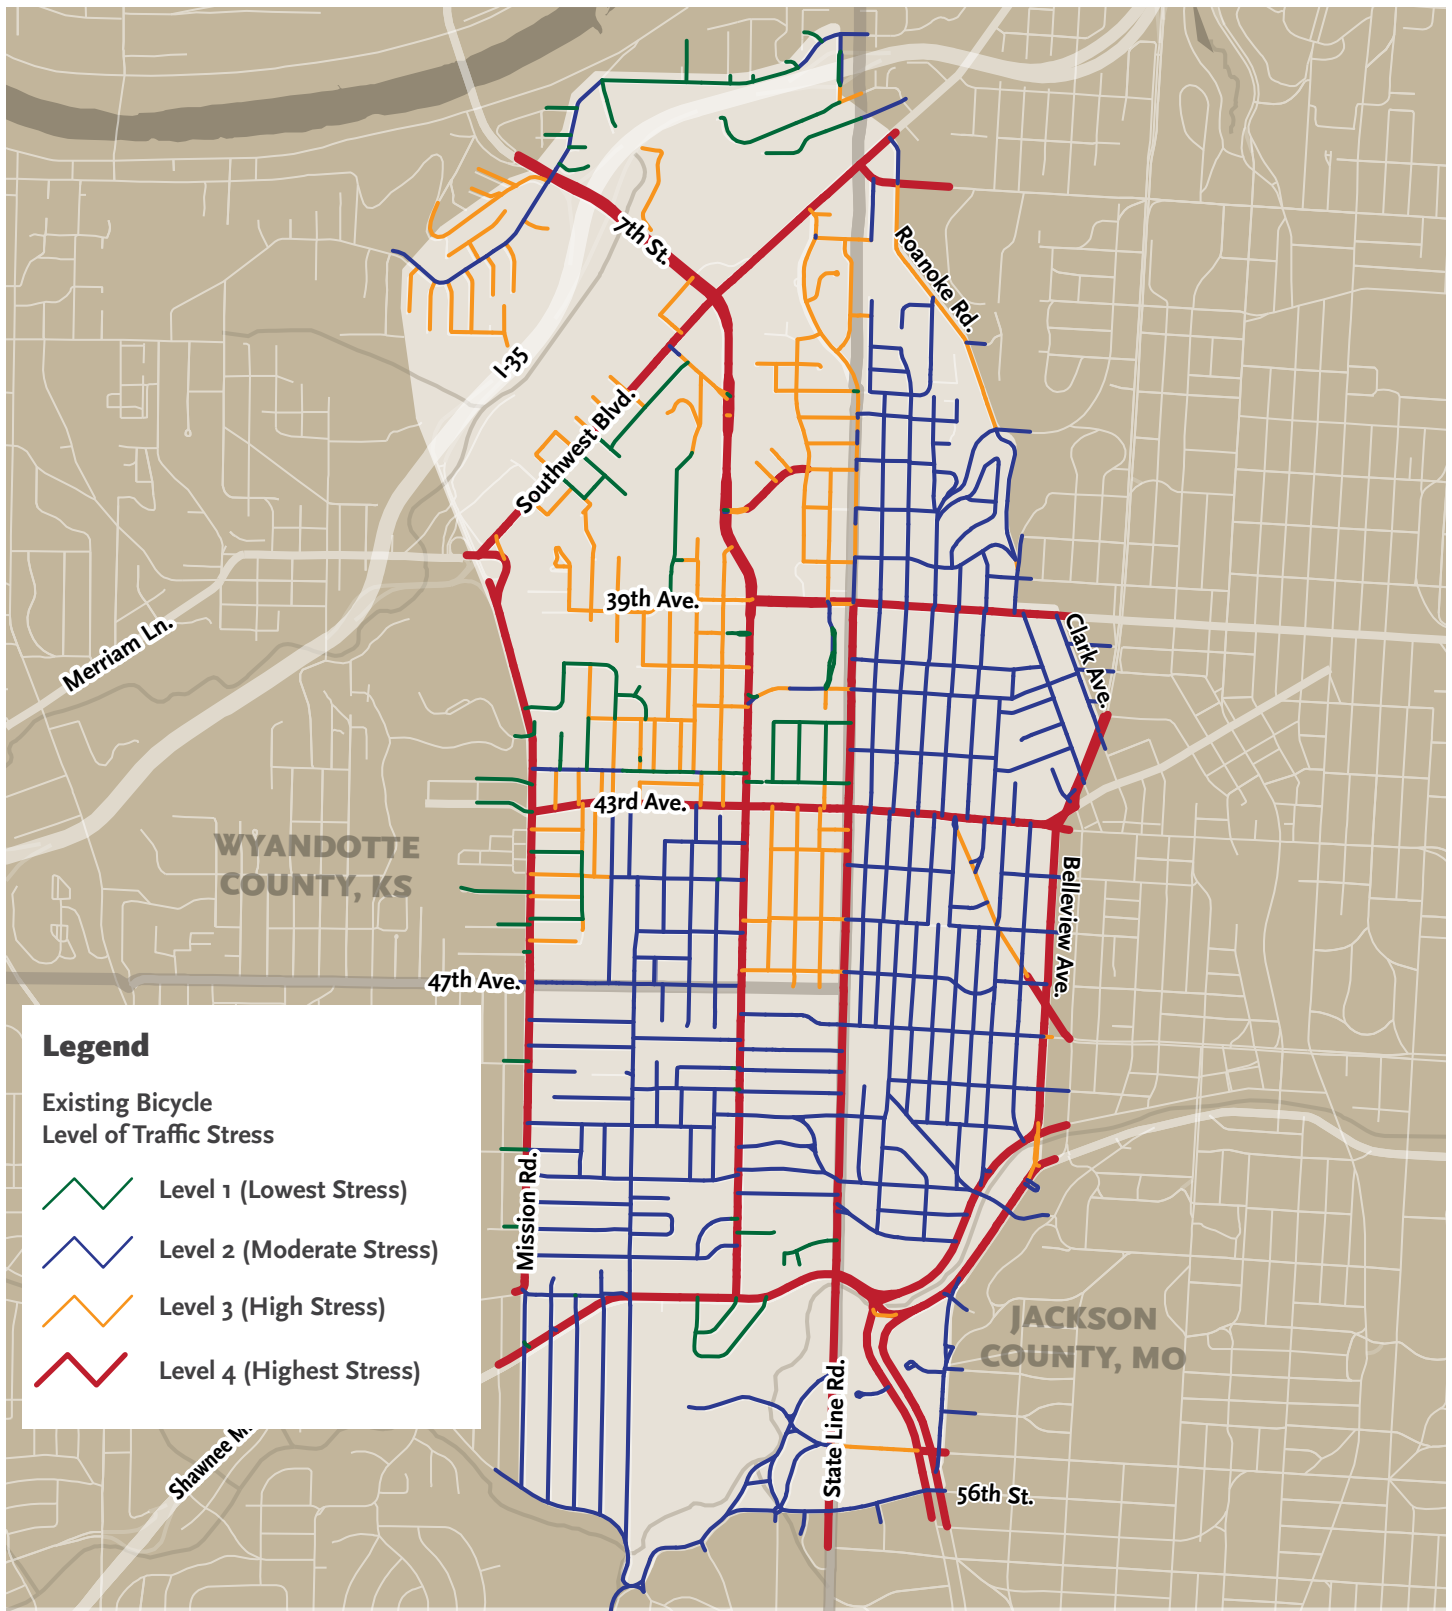 7th St.
Roanoke Rd.
I-35
Southwest Blvd.
39th Ave.
Clark Ave.
Merriam Ln.
43rd Ave.
WYANDOTTE
COUNTY, KS
Belleview Ave.
47th Ave.
Legend
Existing Bicycle
Level of Traffic Stress
Level 1 (Lowest Stress)
Level 2 (Moderate Stress)
Level 3 (High Stress)
Level 4 (Highest Stress)
Mission Rd.
JACKSON
COUNTY, MO
State Line Rd.
Shawnee
56th St.